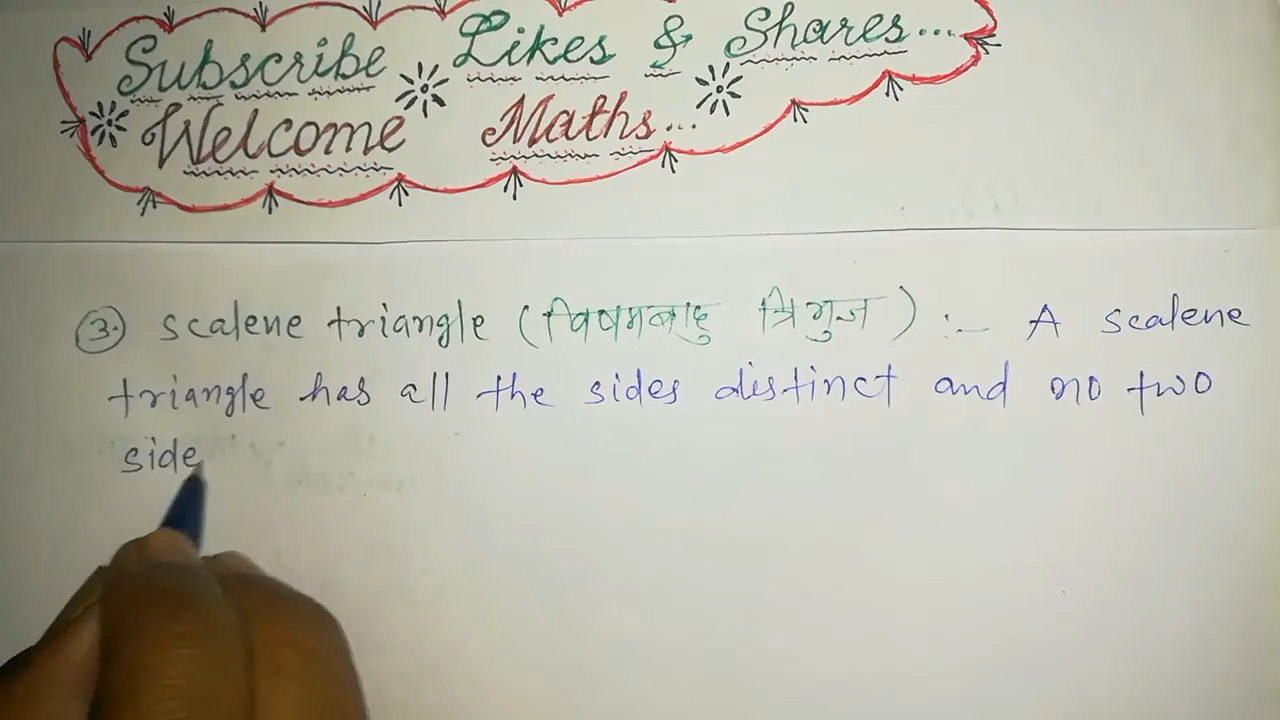 Subscribe Likes & Shares...
Welcome Maths...
③ scalene triangle (विषमबाहु त्रिभुज) :- A scalene
triangle has all the sides distinct and no two
side